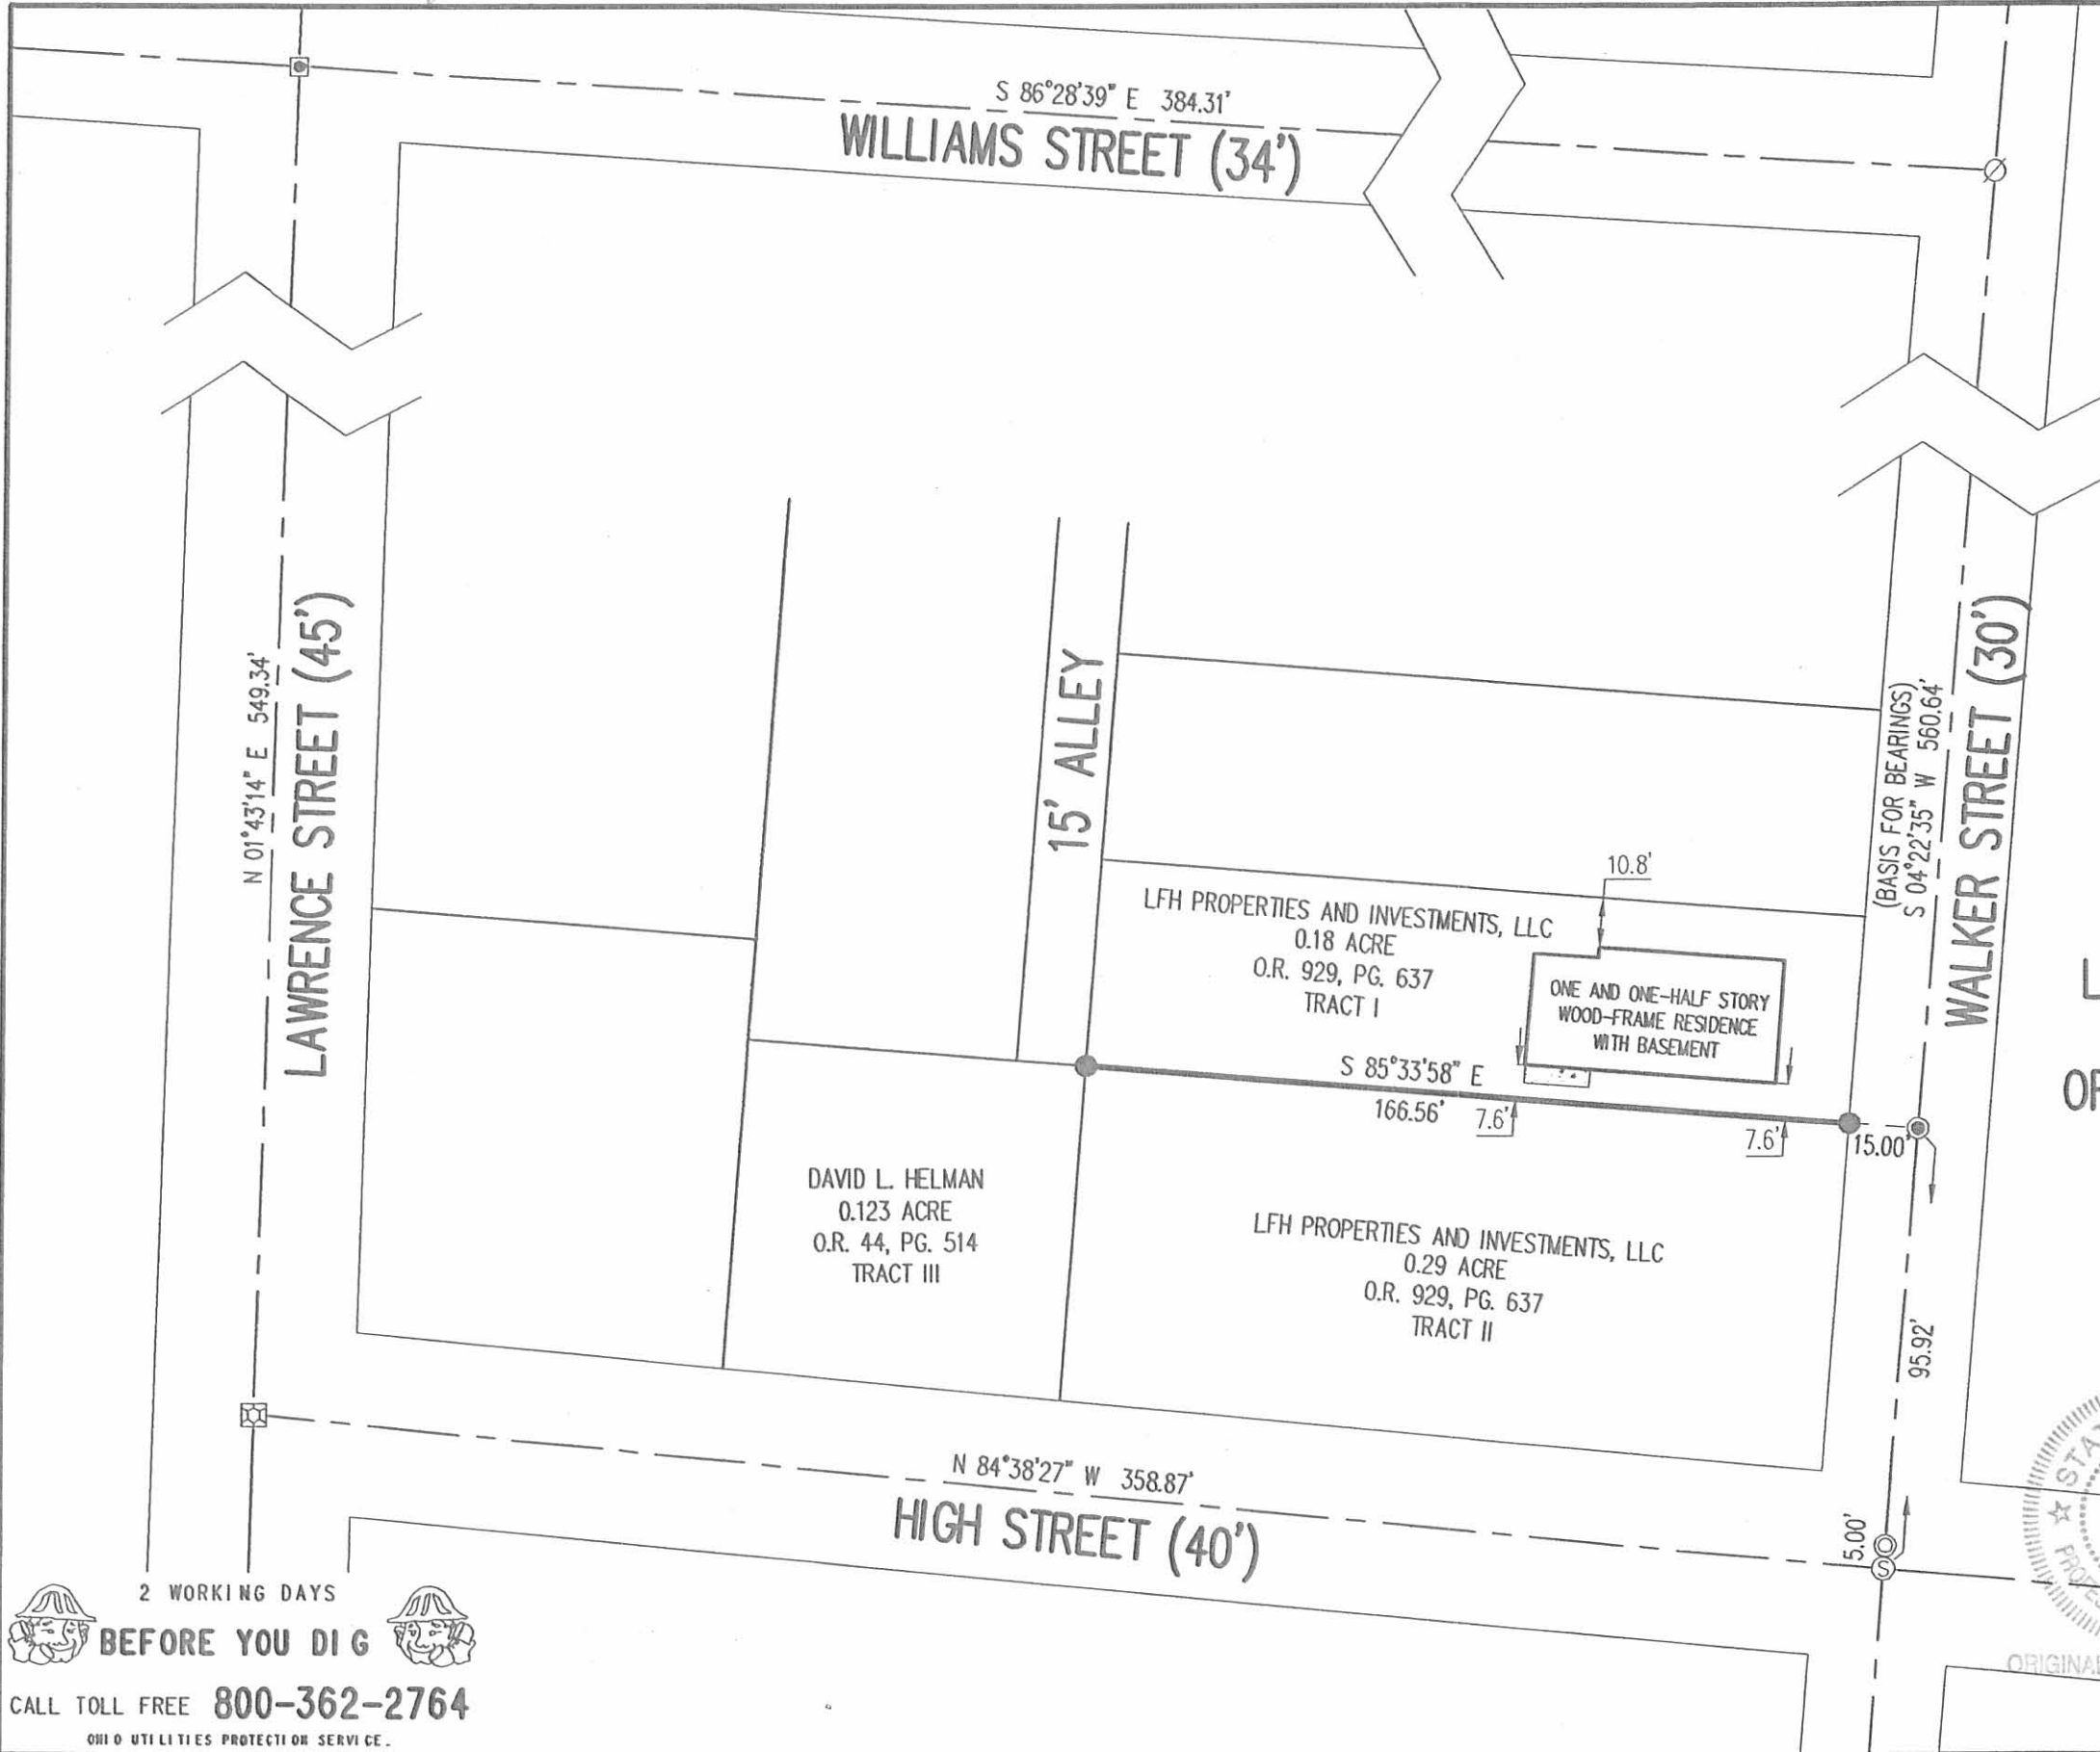 S 86°28'39" E 384.31'
WILLIAMS STREET (34')
N 01°43'14" E 549.34'
LAWRENCE STREET (45')
15' ALLEY
(BASIS FOR BEARINGS)
S 04°22'35" W 560.64'
WALKER STREET (30')
10.8'
LFH PROPERTIES AND INVESTMENTS, LLC
0.18 ACRE
O.R. 929, PG. 637
TRACT I
ONE AND ONE-HALF STORY
WOOD-FRAME RESIDENCE
WITH BASEMENT
S 85°33'58" E
166.56'
7.6'
7.6'
15.00'
DAVID L. HELMAN
0.123 ACRE
O.R. 44, PG. 514
TRACT III
LFH PROPERTIES AND INVESTMENTS, LLC
0.29 ACRE
O.R. 929, PG. 637
TRACT II
95.92'
N 84°38'27" W 358.87'
HIGH STREET (40')
5.00'
S
2 WORKING DAYS
BEFORE YOU DIG
CALL TOLL FREE 800-362-2764
OHIO UTILITIES PROTECTION SERVICE.
ORIGINAL